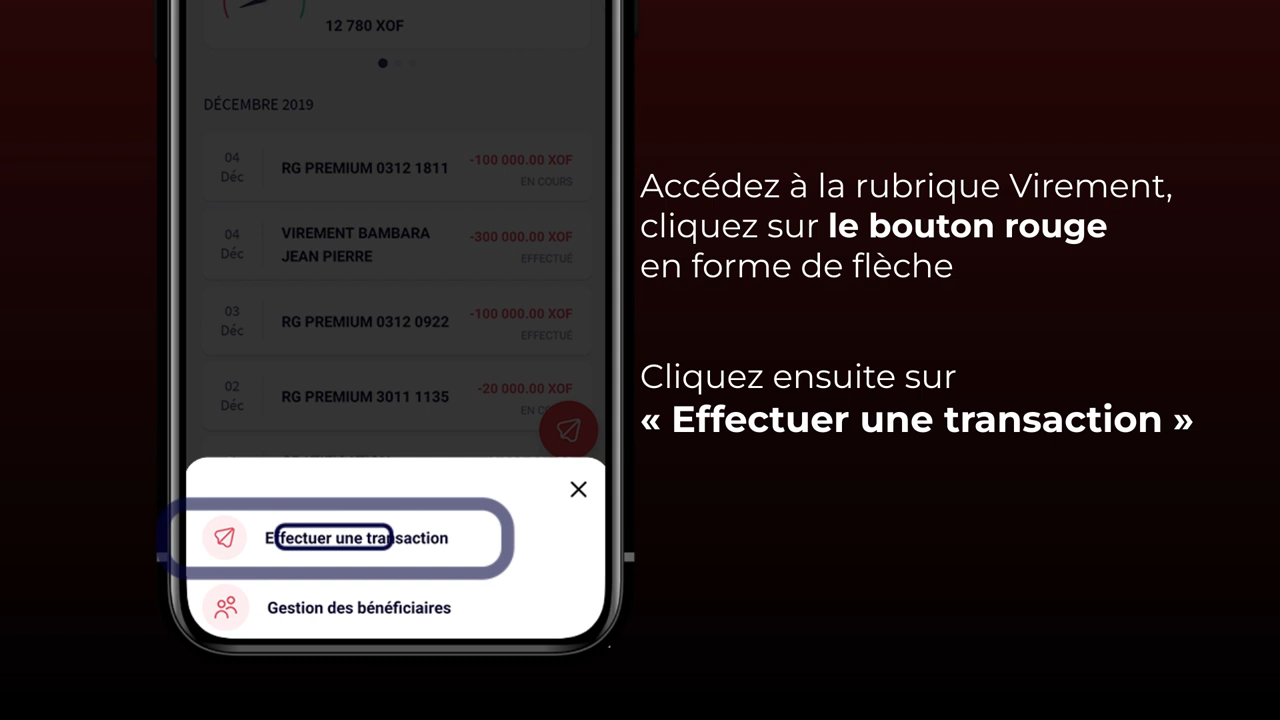 12 780 XOF
DÉCEMBRE 2019
04
Déc
RG PREMIUM 0312 1811
-100 000.00 XOF
EN COURS
04
Déc
VIREMENT BAMBARA
JEAN PIERRE
-300 000.00 XOF
EFFECTUÉ
03
Déc
RG PREMIUM 0312 0922
-100 000.00 XOF
EFFECTUÉ
02
Déc
RG PREMIUM 3011 1135
-20 000.00 XOF
Effectuer une transaction
Gestion des bénéficiaires
Accédez à la rubrique Virement,
cliquez sur le bouton rouge
en forme de flèche
Cliquez ensuite sur
« Effectuer une transaction »